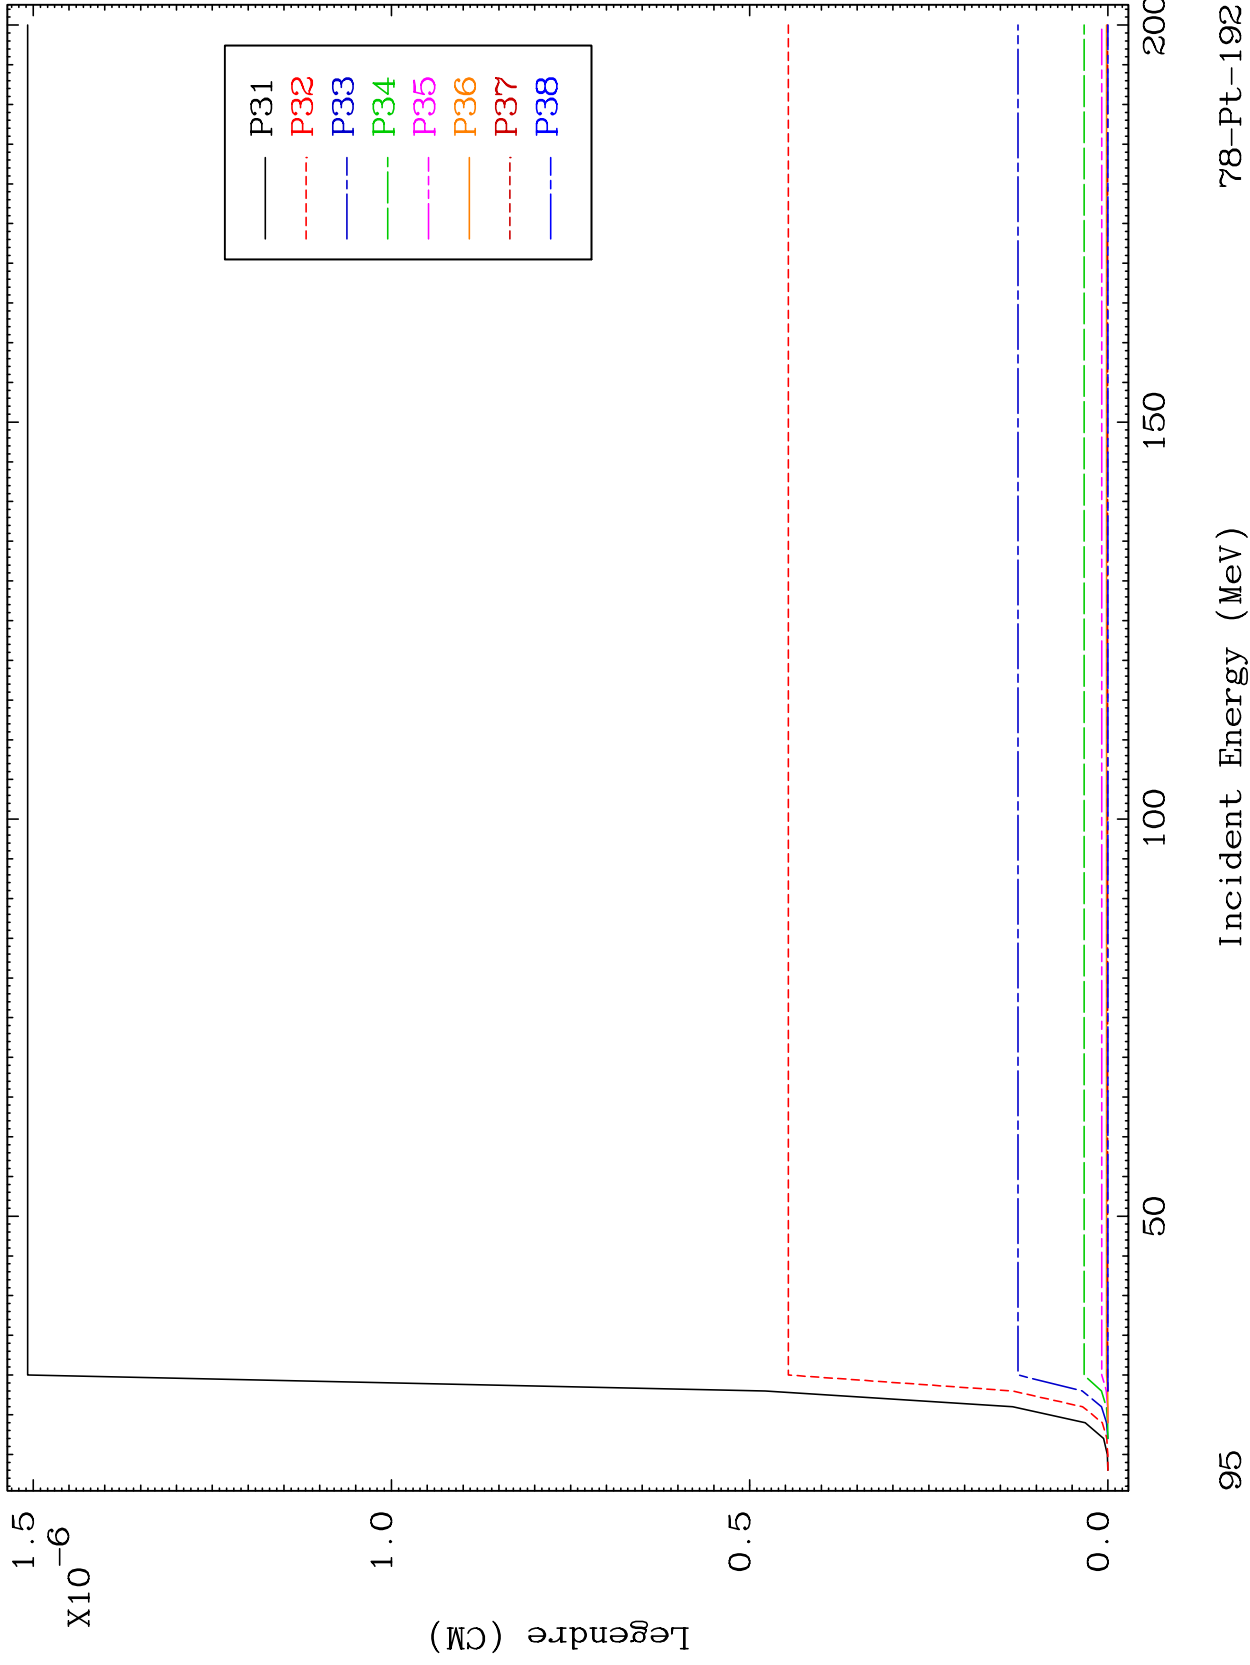 1.5
X10-6
1.0
0.5
0.0
Legendre (CM)
P31
P32
P33
P34
P35
P36
P37
P38
50
100
150
200
Incident Energy (MeV)
95
78-Pt-192